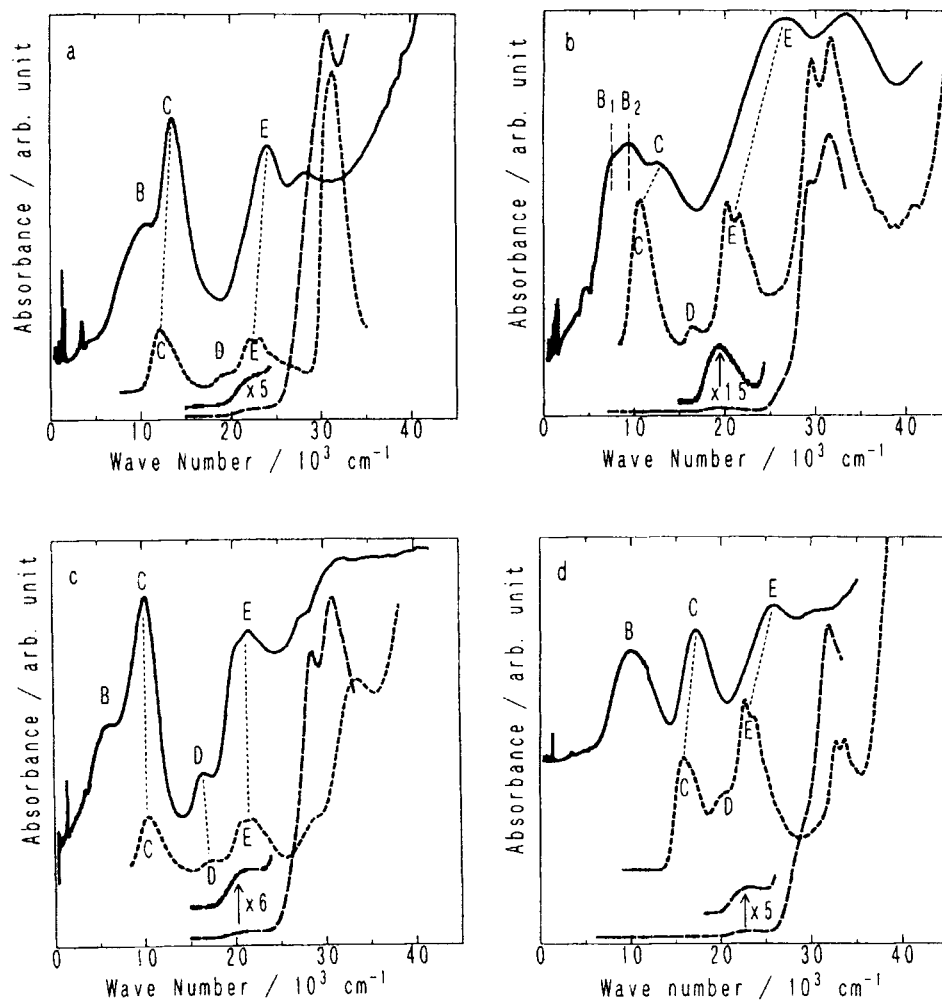 a
b
C
B
E
C
D
E
x5
B1
B2
C
E
C
D
E
x15
Absorbance / arb. unit
Absorbance / arb. unit
0 10 20 30 40
0 10 20 30 40
Wave Number / 10³ cm⁻¹
Wave Number / 10³ cm⁻¹
c
d
B
C
D
E
C
D
E
x6
B
C
E
C
D
E
x5
Absorbance / arb. unit
Absorbance / arb. unit
0 10 20 30 40
0 10 20 30 40
Wave Number / 10³ cm⁻¹
Wave number / 10³ cm⁻¹